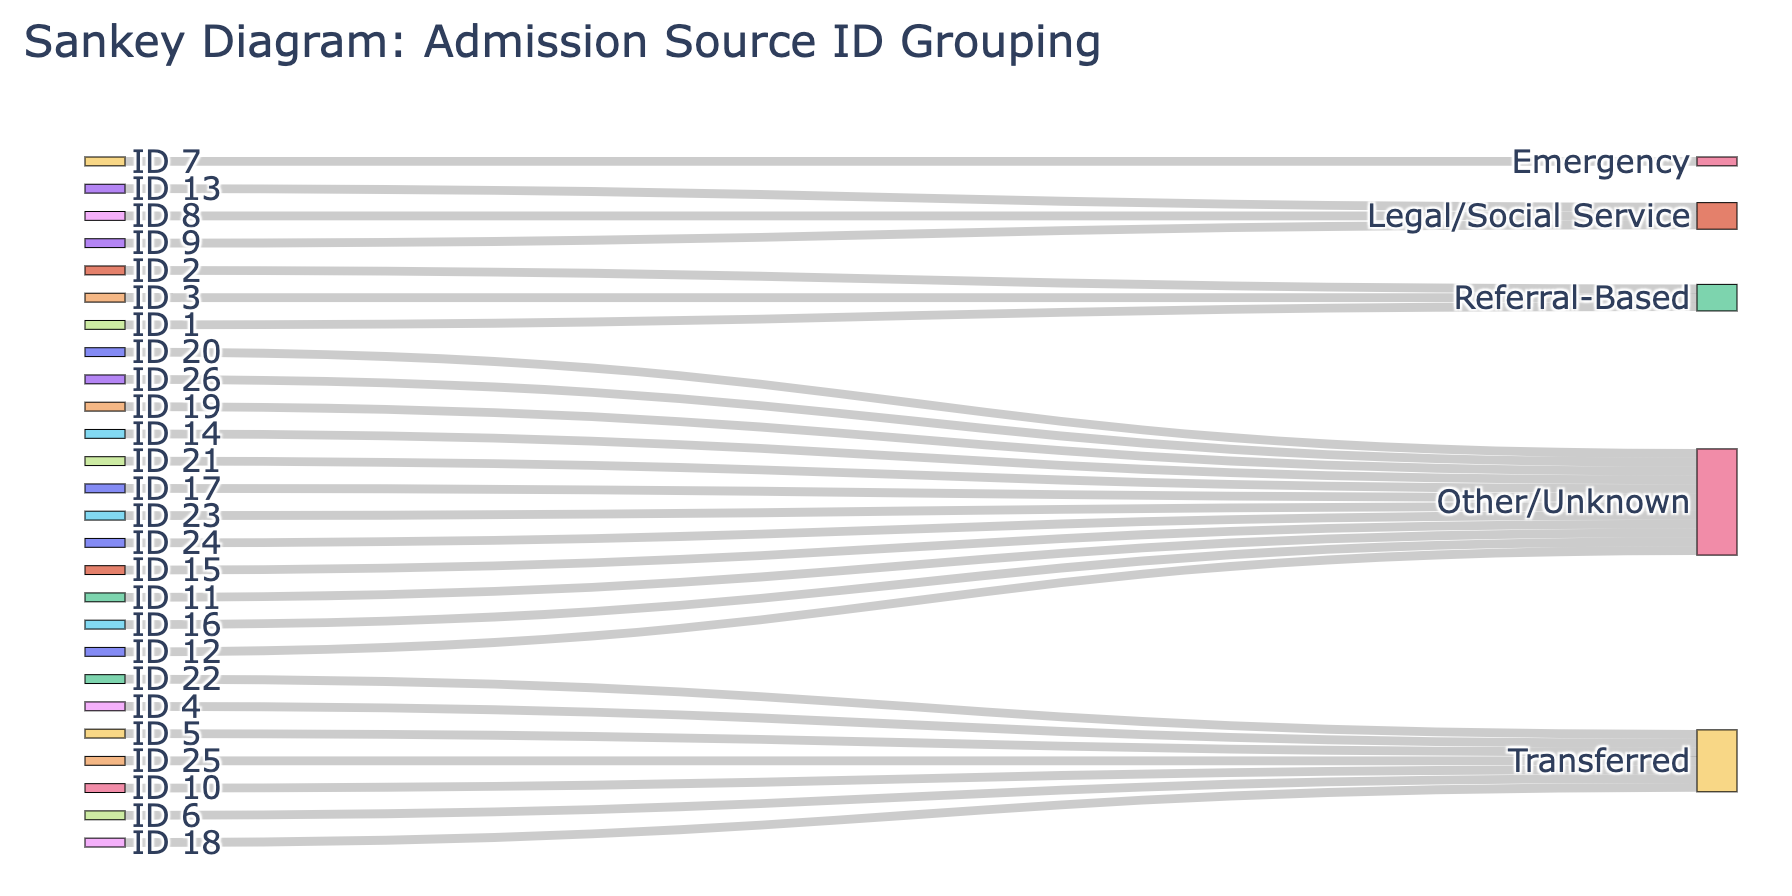 Sankey Diagram: Admission Source ID Grouping
ID 7
Emergency
ID 13
ID 8
Legal/Social Service
ID 9
ID 2
ID 3
Referral-Based
ID 1
ID 20
ID 26
ID 19
ID 14
ID 21
ID 17
Other/Unknown
ID 23
ID 24
ID 15
ID 11
ID 16
ID 12
ID 22
ID 4
ID 5
ID 25
Transferred
ID 10
ID 6
ID 18